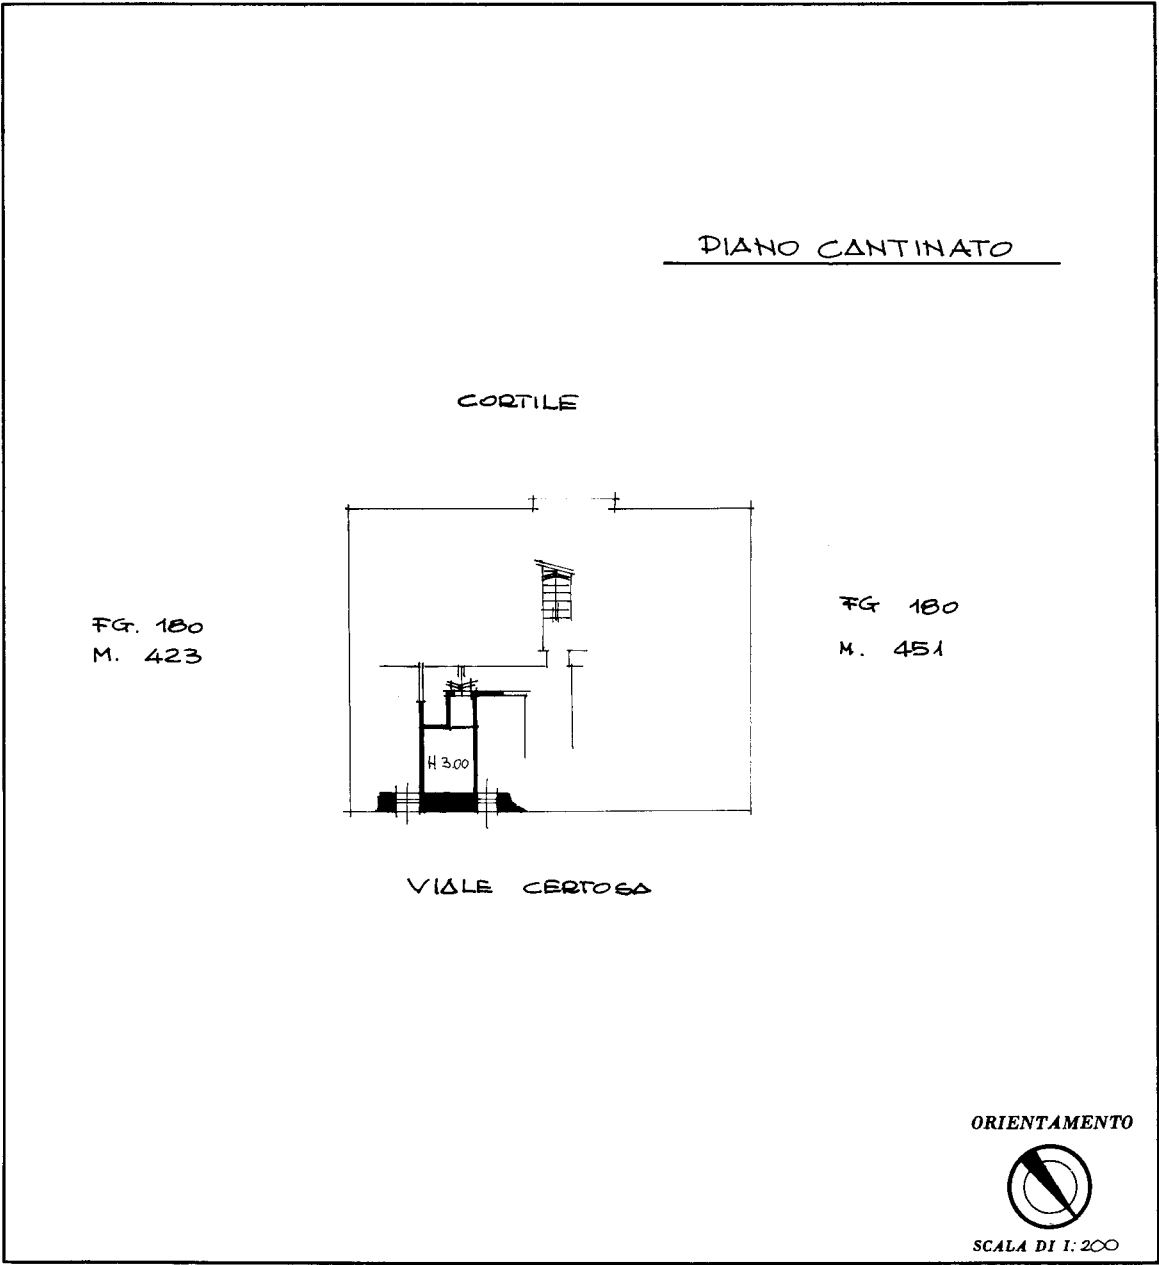 PIANO CANTINATO
CORTILE
FG. 180
M. 423
FG 180
M. 451
H 3.00
VIALE CERTOSA
ORIENTAMENTO
SCALA DI 1:200